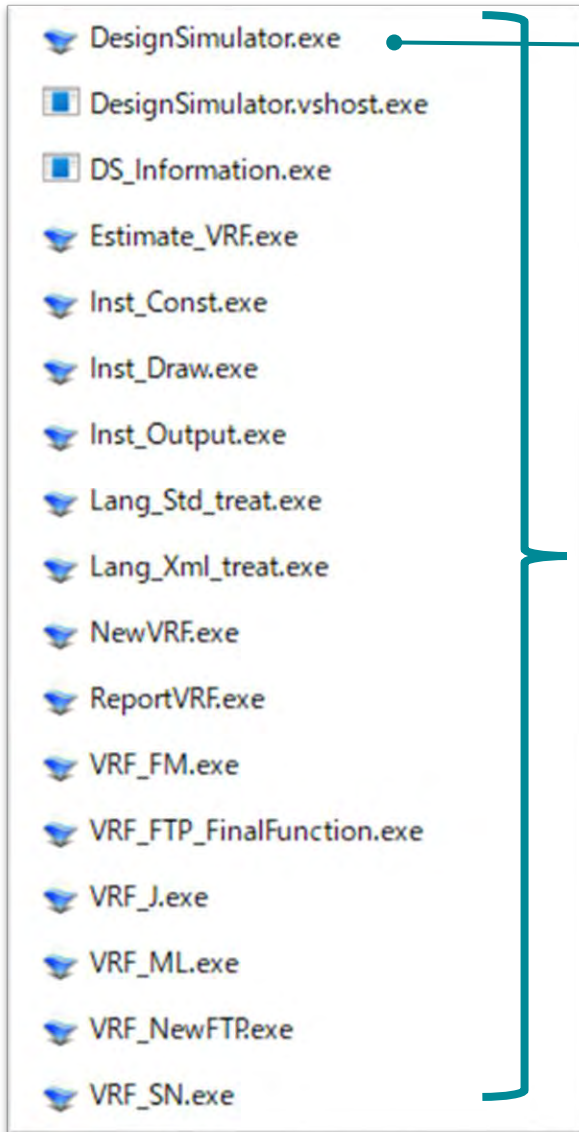 DesignSimulator.exe
DesignSimulator.vshost.exe
DS_Information.exe
Estimate_VRF.exe
Inst_Const.exe
Inst_Draw.exe
Inst_Output.exe
Lang_Std_treat.exe
Lang_Xml_treat.exe
NewVRF.exe
ReportVRF.exe
VRF_FM.exe
VRF_FTP_FinalFunction.exe
VRF_J.exe
VRF_ML.exe
VRF_NewFTP.exe
VRF_SN.exe